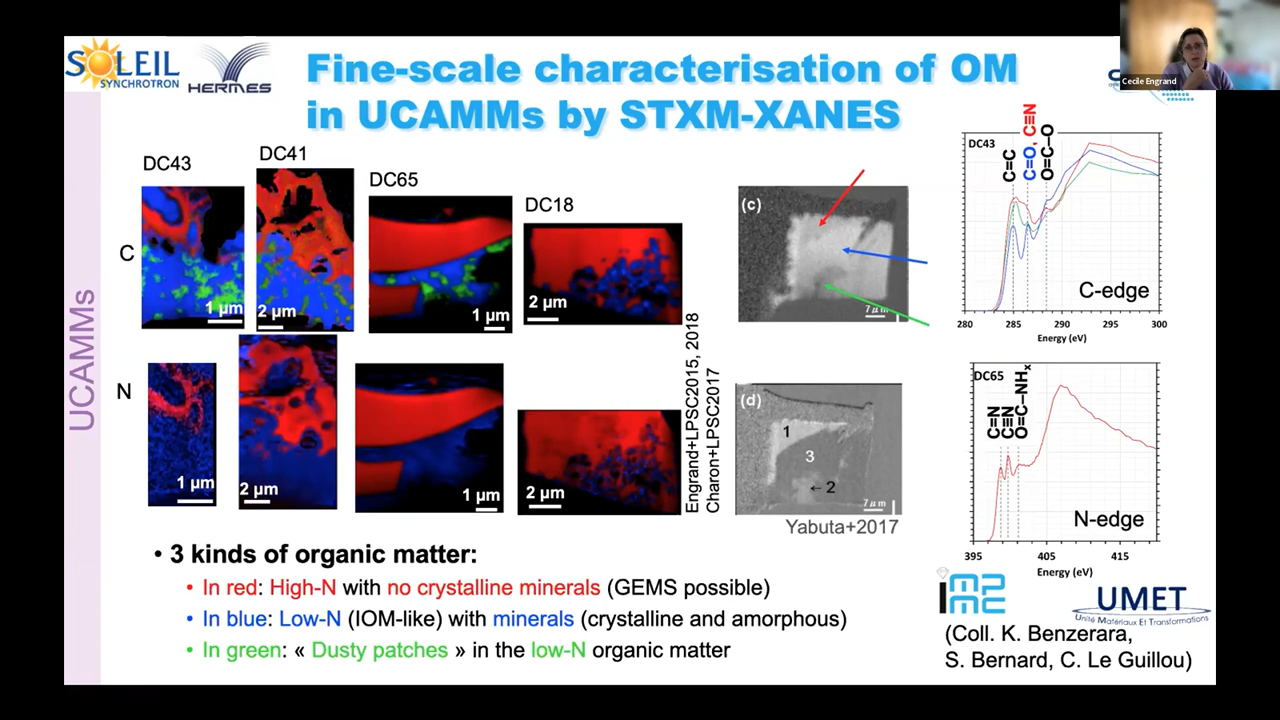 SOLEIL
SYNCHROTRON
HERMES
Fine-scale characterisation of OM
in UCAMMs by STXM-XANES
Cecile Engrand
UCAMMs
DC43
DC41
DC65
DC18
C
1 µm
2 µm
1 µm
2 µm
N
1 µm
2 µm
1 µm
2 µm
Engrand+LPSC2015, 2018
Charon+LPSC2017
(c)
7μm
(d)
1
3
←2
7μm
Yabuta+2017
DC43
C=C
C=O, C≡N
O=C–O
C-edge
280 285 290 295 300
Energy (eV)
DC65
C≡N
C≡N
O=C–NHx
N-edge
395 405 415
Energy (eV)
• 3 kinds of organic matter:
• In red: High-N with no crystalline minerals (GEMS possible)
• In blue: Low-N (IOM-like) with minerals (crystalline and amorphous)
• In green: « Dusty patches » in the low-N organic matter
IMPMC
UMET
Unité Matériaux Et Transformations
(Coll. K. Benzerara,
S. Bernard, C. Le Guillou)